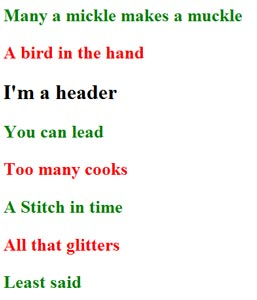 Many a mickle makes a muckle
A bird in the hand
I'm a header
You can lead
Too many cooks
A Stitch in time
All that glitters
Least said